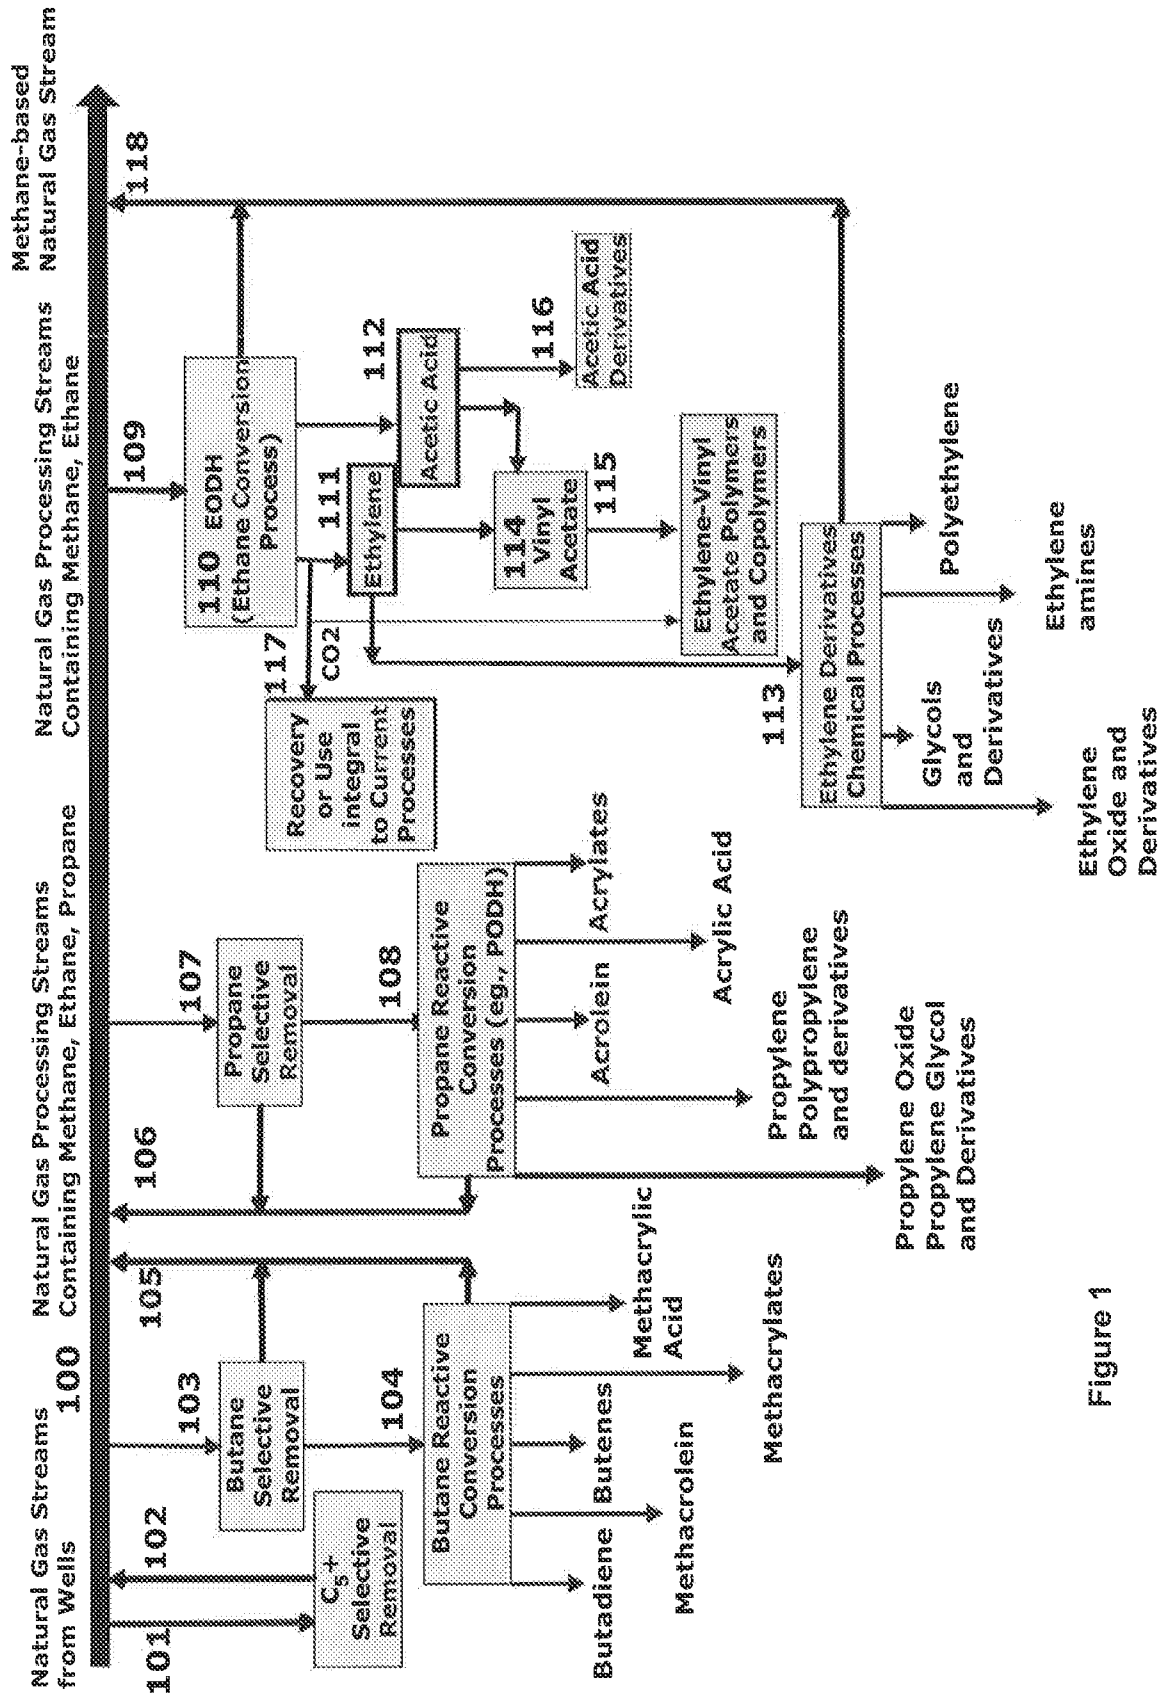 Natural Gas Streams
from Wells
100
Natural Gas Processing Streams
Containing Methane, Ethane, Propane
Natural Gas Processing Streams
Containing Methane, Ethane
Methane-based
Natural Gas Stream
101
102
C5+
Selective
Removal
103
Butane
Selective
Removal
104
105
Butane Reactive
Conversion
Processes
Butadiene
Methacrolein
Butenes
Methacrylates
Methacrylic
Acid
106
107
Propane
Selective
Removal
108
Propane Reactive
Conversion
Processes (eg., PODH)
Propylene Oxide
Propylene Glycol
and Derivatives
Propylene
Polypropylene
and derivatives
Acrolein
Acrylic Acid
Acrylates
109
110 EODH
(Ethane Conversion
Process)
117
CO2
Recovery
or Use
integral
to Current
Processes
111
Ethylene
112
Acetic Acid
114
Vinyl
Acetate
115
116
Acetic Acid
Derivatives
Ethylene-Vinyl
Acetate Polymers
and Copolymers
113
Ethylene Derivatives
Chemical Processes
118
Ethylene
Oxide and
Derivatives
Glycols
and
Derivatives
Ethylene
amines
Polyethylene
Figure 1